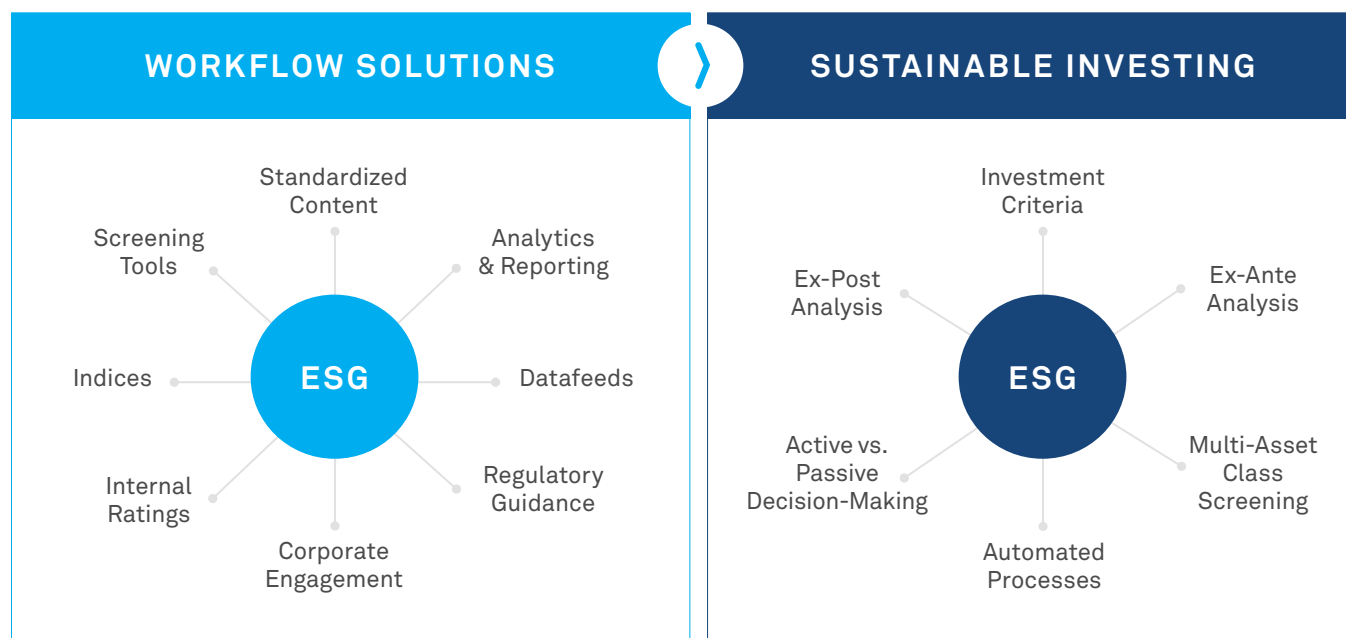 WORKFLOW SOLUTIONS
Standardized
Content
Analytics
& Reporting
Datafeeds
Regulatory
Guidance
Corporate
Engagement
Internal
Ratings
Indices
Screening
Tools
ESG
SUSTAINABLE INVESTING
Investment
Criteria
Ex-Ante
Analysis
Multi-Asset
Class
Screening
Automated
Processes
Active vs.
Passive
Decision-Making
Ex-Post
Analysis
ESG